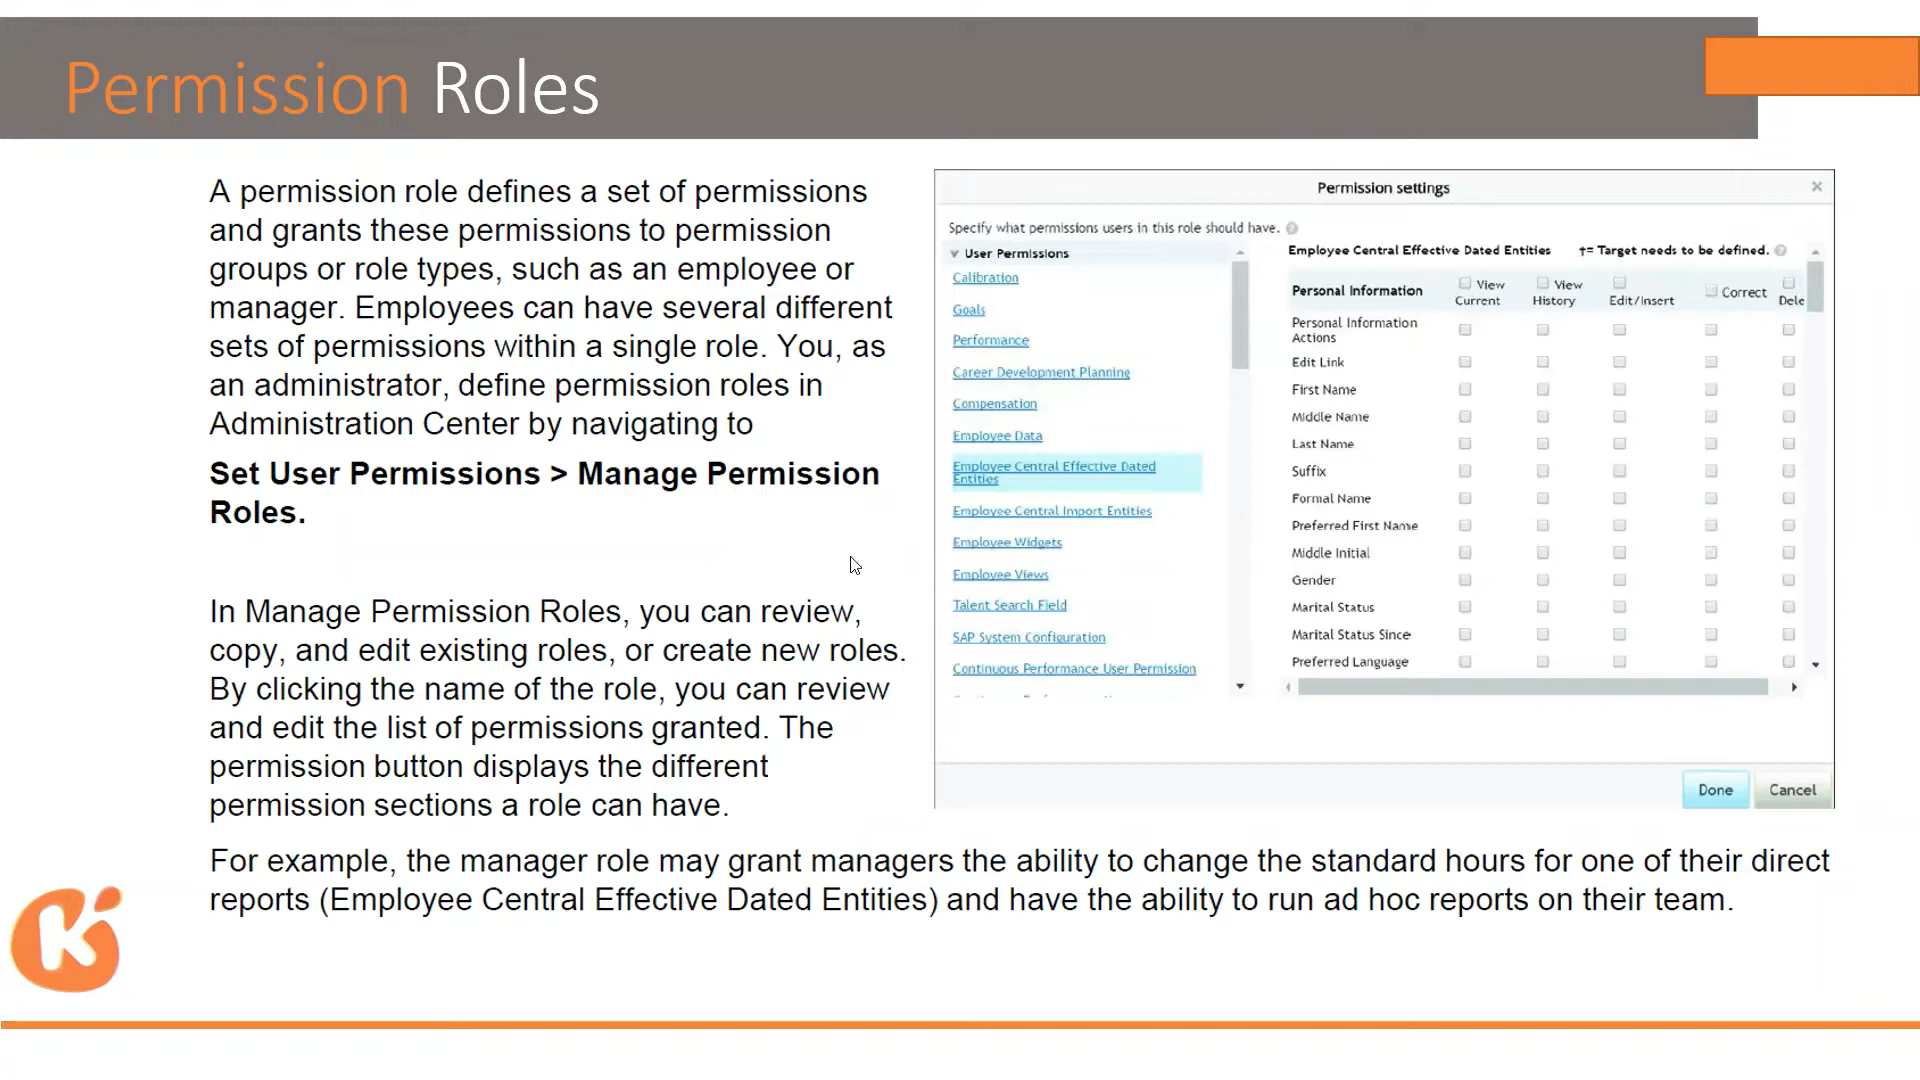 Permission Roles
A permission role defines a set of permissions
and grants these permissions to permission
groups or role types, such as an employee or
manager. Employees can have several different
sets of permissions within a single role. You, as
an administrator, define permission roles in
Administration Center by navigating to
Set User Permissions > Manage Permission
Roles.
In Manage Permission Roles, you can review,
copy, and edit existing roles, or create new roles.
By clicking the name of the role, you can review
and edit the list of permissions granted. The
permission button displays the different
permission sections a role can have.
For example, the manager role may grant managers the ability to change the standard hours for one of their direct
reports (Employee Central Effective Dated Entities) and have the ability to run ad hoc reports on their team.
Permission settings
Specify what permissions users in this role should have.
User Permissions
Calibration
Goals
Performance
Career Development Planning
Compensation
Employee Data
Employee Central Effective Dated
Entities
Employee Central Import Entities
Employee Widgets
Employee Views
Talent Search Field
SAP System Configuration
Continuous Performance User Permission
Employee Central Effective Dated Entities †= Target needs to be defined.
Personal Information View Current View History Edit/Insert Correct Dele
Personal Information
Actions
Edit Link
First Name
Middle Name
Last Name
Suffix
Formal Name
Preferred First Name
Middle Initial
Gender
Marital Status
Marital Status Since
Preferred Language
Done Cancel
K